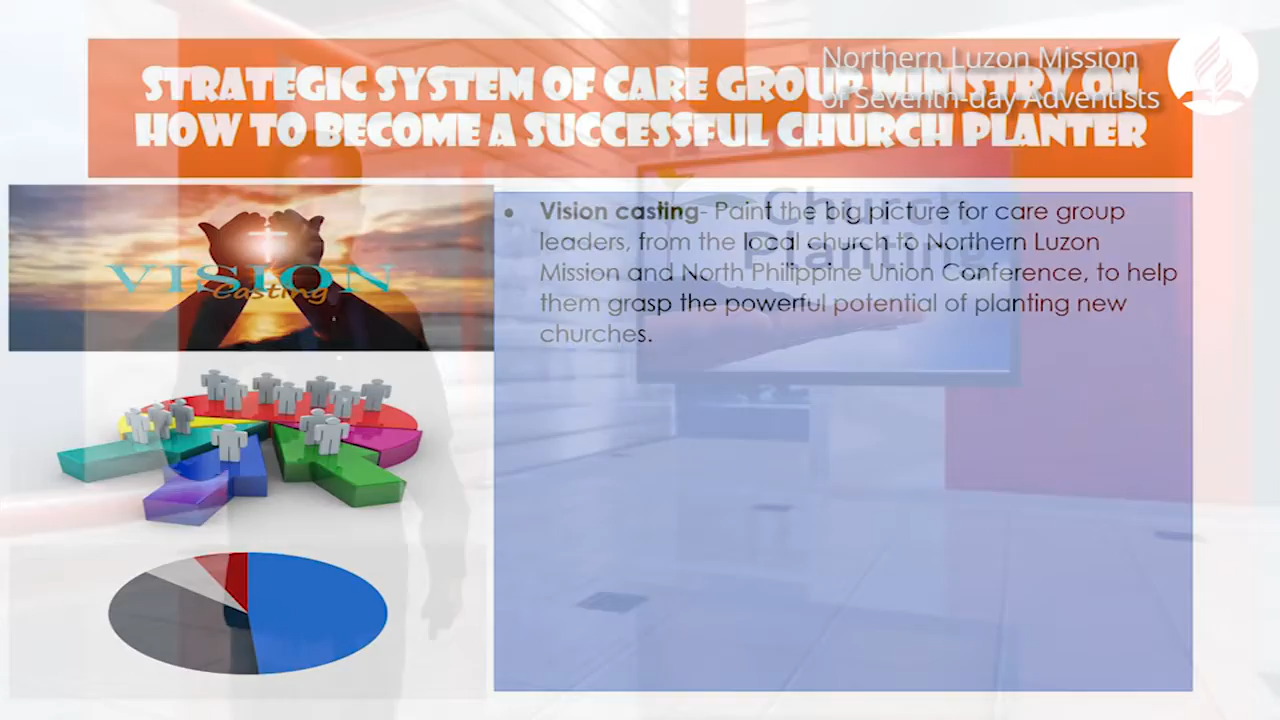 Northern Luzon Mission
of Seventh-day Adventists
STRATEGIC SYSTEM OF CARE GROUP MINISTRY ON
HOW TO BECOME A SUCCESSFUL CHURCH PLANTER
VISION
Casting
• Vision casting- Paint the big picture for care group
leaders, from the local church to Northern Luzon
Mission and North Philippine Union Conference, to help
them grasp the powerful potential of planting new
churches.
Church
Planting